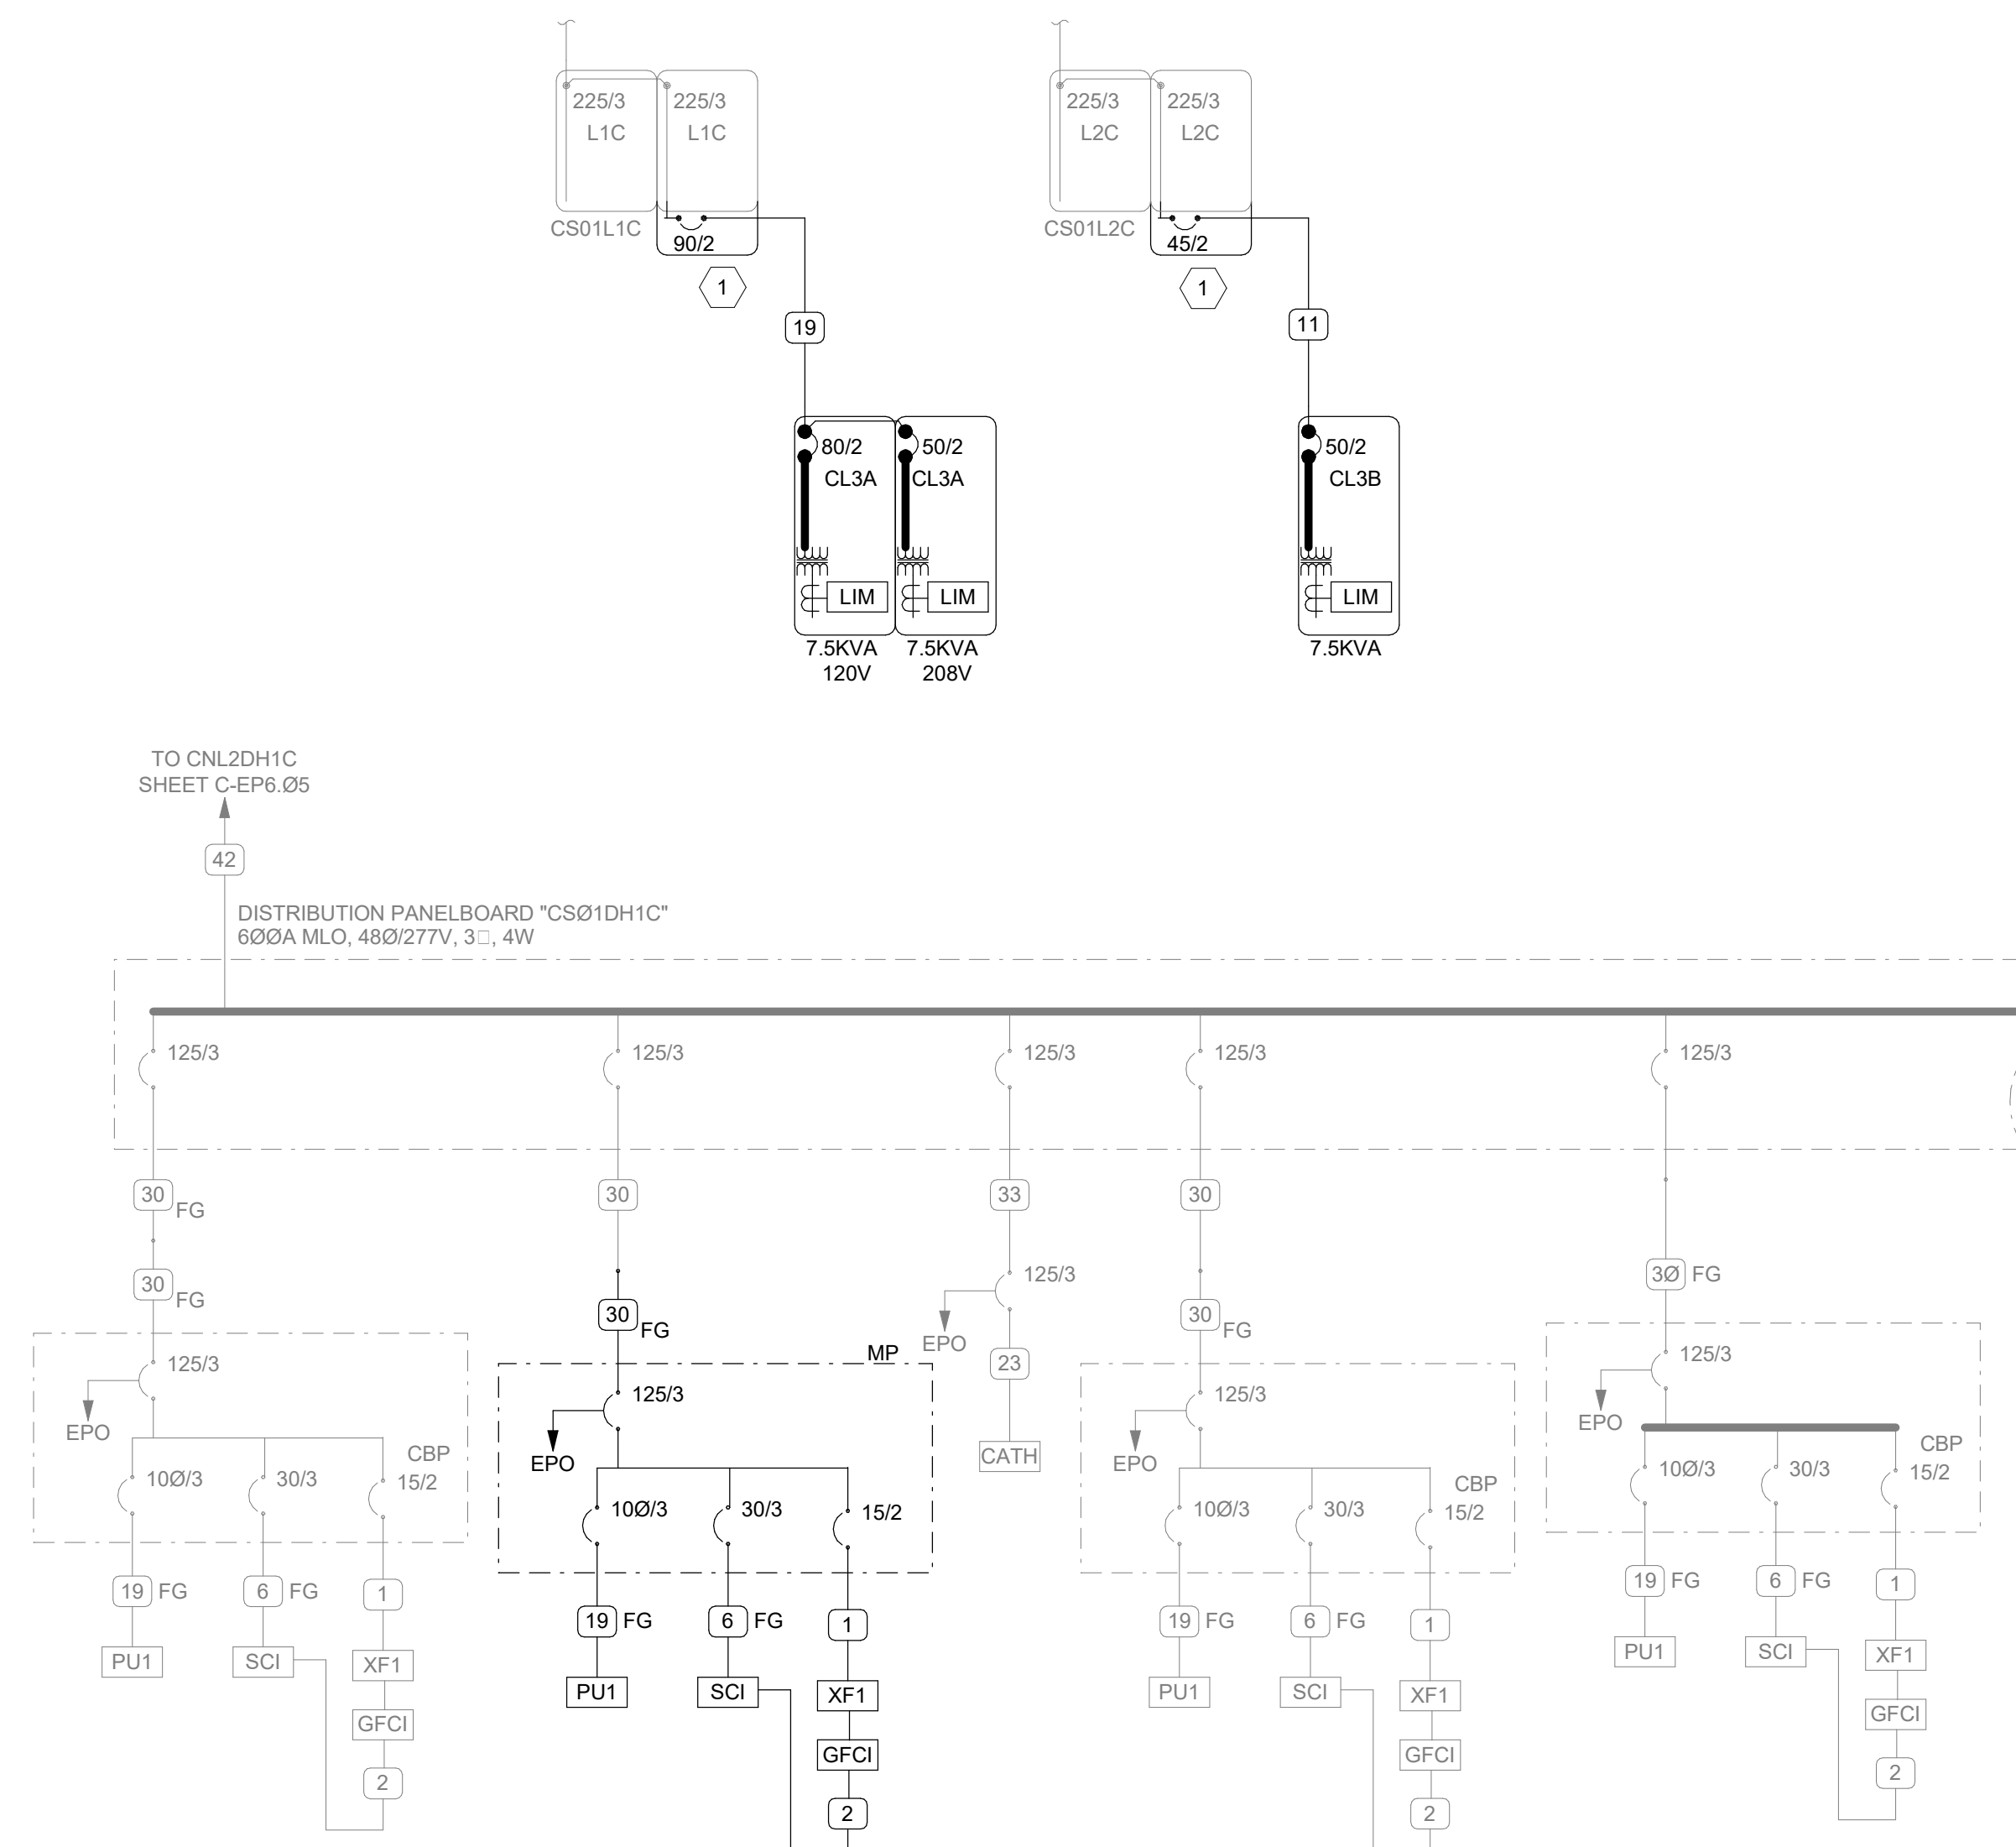 225/3
L1C
225/3
L1C
CS01L1C
90/2
1
19
80/2
CL3A
50/2
CL3A
LIM
LIM
7.5KVA
120V
7.5KVA
208V
225/3
L2C
225/3
L2C
CS01L2C
45/2
1
11
50/2
CL3B
LIM
7.5KVA
TO CNL2DH1C
SHEET C-EP6.Ø5
42
DISTRIBUTION PANELBOARD "CSØ1DH1C"
6ØØA MLO, 48Ø/277V, 3□, 4W
125/3
125/3
125/3
125/3
125/3
30
FG
30
FG
125/3
EPO
CBP
10Ø/3
30/3
15/2
19
FG
6
FG
1
PU1
SCI
XF1
GFCI
2
30
30
FG
MP
125/3
EPO
10Ø/3
30/3
15/2
19
FG
6
FG
1
PU1
SCI
XF1
GFCI
2
33
125/3
EPO
23
CATH
30
30
FG
125/3
EPO
CBP
10Ø/3
30/3
15/2
19
FG
6
FG
1
PU1
SCI
XF1
GFCI
2
3Ø
FG
125/3
EPO
CBP
10Ø/3
30/3
15/2
19
FG
6
FG
1
PU1
SCI
XF1
GFCI
2